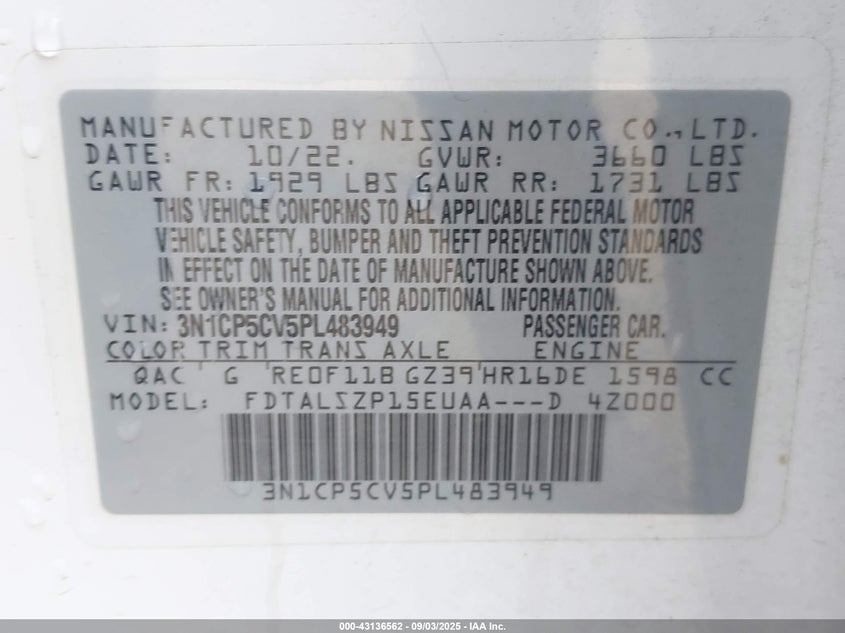 MANUFACTURED BY NISSAN MOTOR CO.,LTD.
DATE: 10/22. GVWR: 3660 LBS
GAWR FR: 1929 LBS GAWR RR: 1731 LBS
THIS VEHICLE CONFORMS TO ALL APPLICABLE FEDERAL MOTOR
VEHICLE SAFETY, BUMPER AND THEFT PREVENTION STANDARDS
IN EFFECT ON THE DATE OF MANUFACTURE SHOWN ABOVE.
SEE OWNER'S MANUAL FOR ADDITIONAL INFORMATION.
VIN: 3N1CP5CV5PL483949 PASSENGER CAR.
COLOR TRIM TRANS AXLE ENGINE
QAC G RE0F11B GZ39 HR16DE 1598 CC
MODEL: FDTALSZP15EUAA---D 4Z000
3N1CP5CV5PL483949
000-43136562 - 09/03/2025 - IAA Inc.